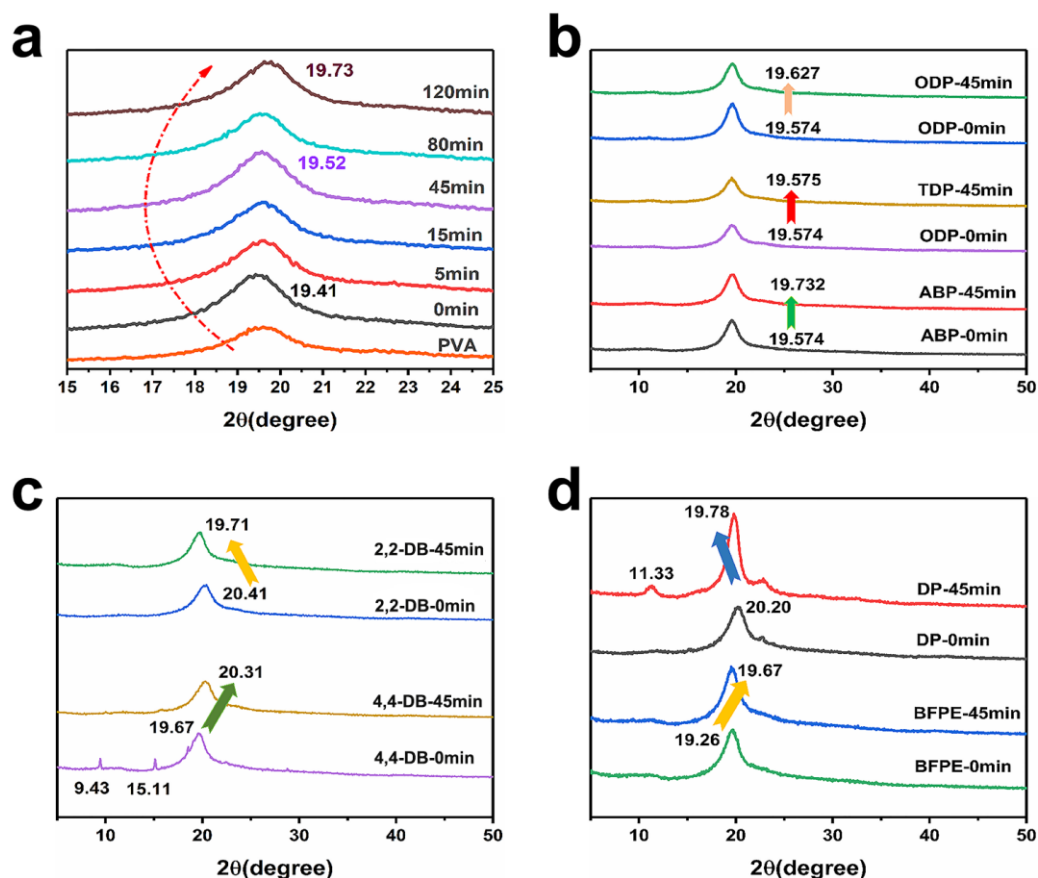 a
19.73
120min
80min
19.52
45min
15min
5min
19.41
0min
PVA
15 16 17 18 19 20 21 22 23 24 25
2θ(degree)
b
19.627
ODP-45min
19.574
ODP-0min
19.575
TDP-45min
19.574
ODP-0min
19.732
ABP-45min
19.574
ABP-0min
10 20 30 40 50
2θ(degree)
c
19.71
2,2-DB-45min
20.41
2,2-DB-0min
20.31
4,4-DB-45min
19.67
4,4-DB-0min
9.43 15.11
10 20 30 40 50
2θ(degree)
d
19.78
11.33
DP-45min
20.20
DP-0min
19.67
BFPE-45min
19.26
BFPE-0min
10 20 30 40 50
2θ(degree)